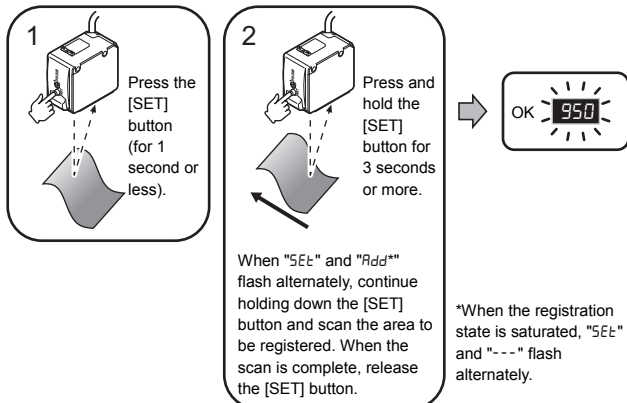 1
Press the
[SET]
button
(for 1
second or
less).
2
Press and
hold the
[SET]
button for
3 seconds
or more.
When "SEt" and "Add*"
flash alternately, continue
holding down the [SET]
button and scan the area to
be registered. When the
scan is complete, release
the [SET] button.
OK 950
*When the registration
state is saturated, "SEt"
and "---" flash
alternately.